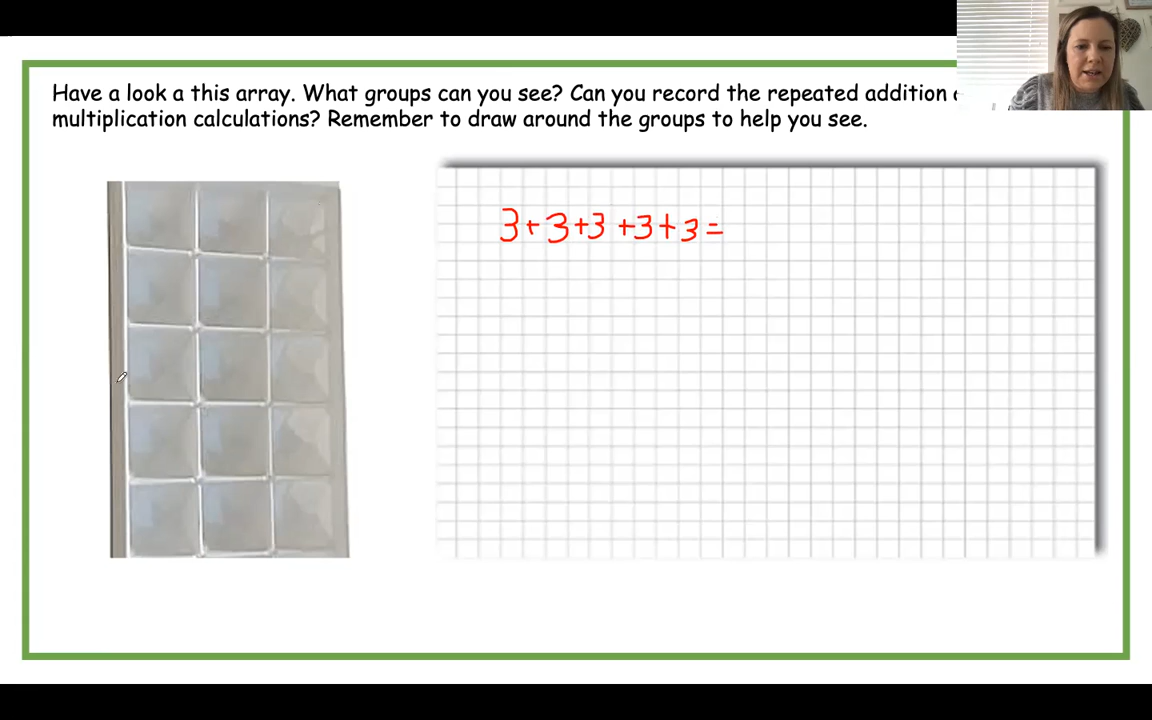 Have a look a this array. What groups can you see? Can you record the repeated addition
multiplication calculations? Remember to draw around the groups to help you see.
3+3+3+3+3=